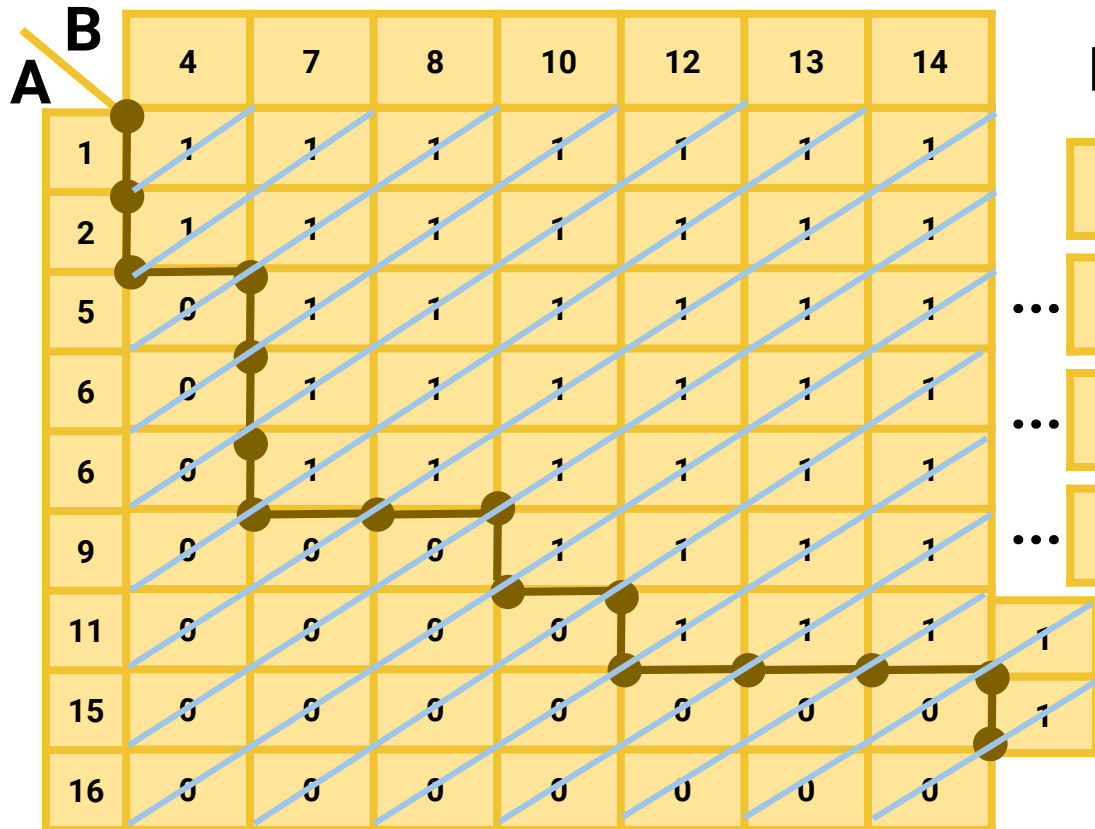 B
A
4 7 8 10 12 13 14
1 1 1 1 1 1 1 1
2 1 1 1 1 1 1 1
5 0 1 1 1 1 1 1 ...
6 0 1 1 1 1 1 1
6 0 1 1 1 1 1 1 ...
9 0 0 0 1 1 1 1 ...
11 0 0 0 0 1 1 1 1
15 0 0 0 0 0 0 0 1
16 0 0 0 0 0 0 0